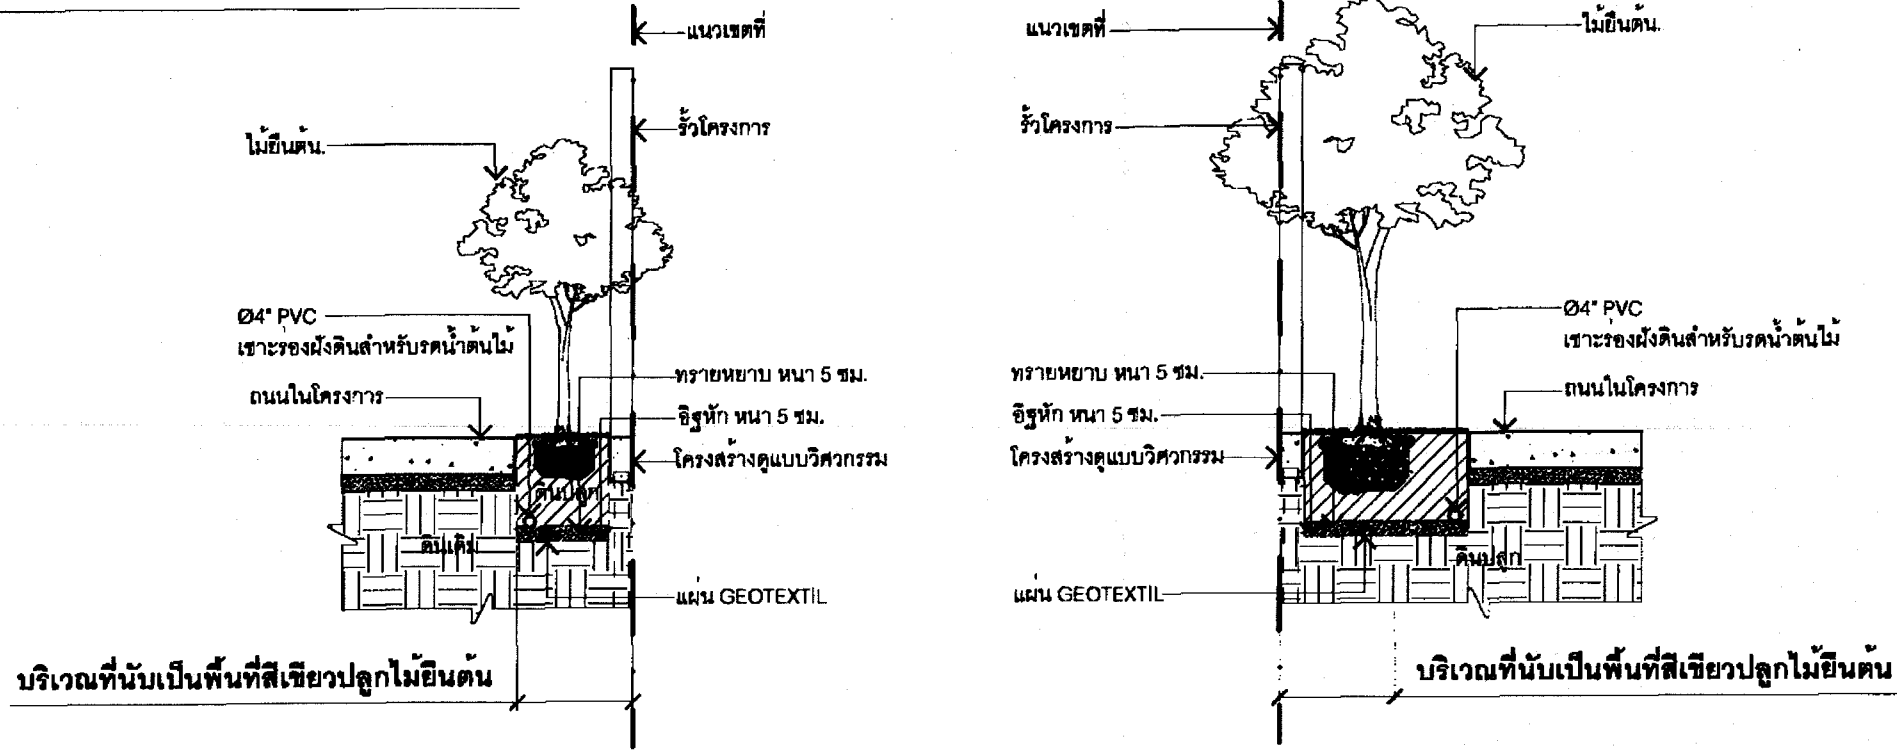 แนวเขตที่
รั้วโครงการ
ไม้ยืนต้น.
Ø4" PVC
เซาะร่องฝังดินสำหรับรดน้ำต้นไม้
ถนนในโครงการ
ทรายหยาบ หนา 5 ซม.
อิฐหัก หนา 5 ซม.
โครงสร้างดูแบบวิศวกรรม
ดินปลูก
ดินเดิม
แผ่น GEOTEXTIL
บริเวณที่นับเป็นพื้นที่สีเขียวปลูกไม้ยืนต้น
แนวเขตที่
ไม้ยืนต้น.
รั้วโครงการ
Ø4" PVC
เซาะร่องฝังดินสำหรับรดน้ำต้นไม้
ทรายหยาบ หนา 5 ซม.
ถนนในโครงการ
อิฐหัก หนา 5 ซม.
โครงสร้างดูแบบวิศวกรรม
ดินปลูก
แผ่น GEOTEXTIL
บริเวณที่นับเป็นพื้นที่สีเขียวปลูกไม้ยืนต้น